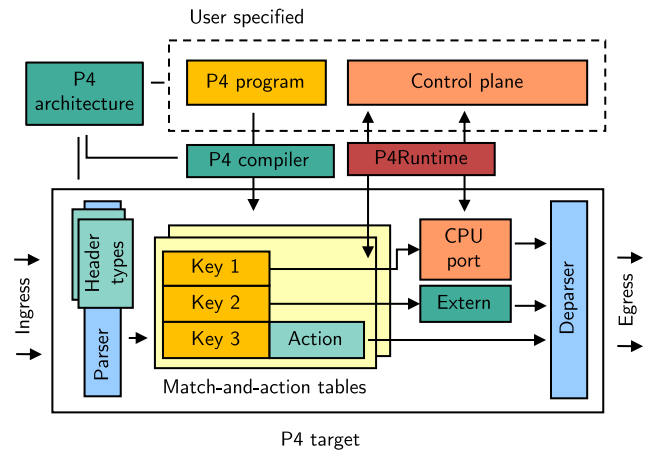 User specified
P4
architecture
P4 program
Control plane
P4 compiler
P4Runtime
Header
types
Parser
Ingress
Key 1
Key 2
Key 3
Action
Match-and-action tables
CPU
port
Extern
Deparser
Egress
P4 target